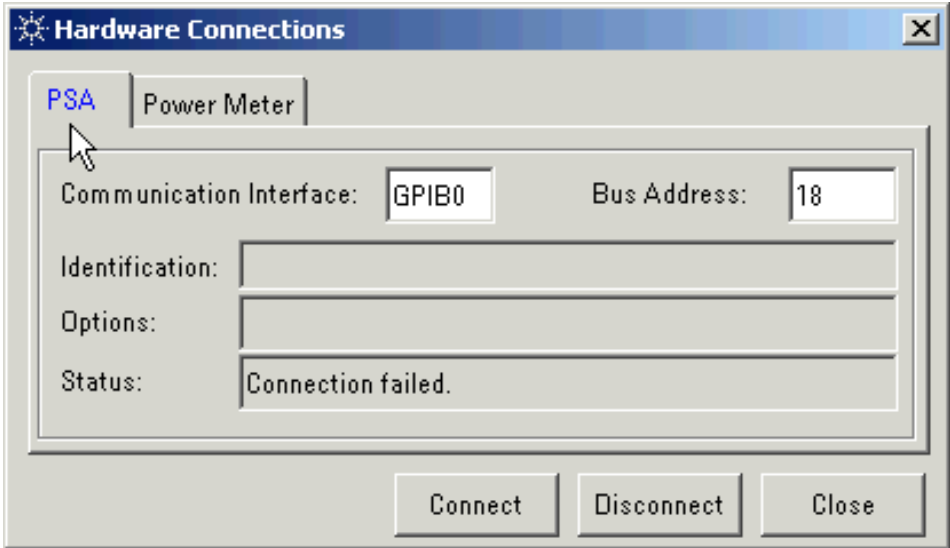 Hardware Connections
PSA Power Meter
Communication Interface: GPIB0 Bus Address: 18
Identification:
Options:
Status: Connection failed.
Connect Disconnect Close